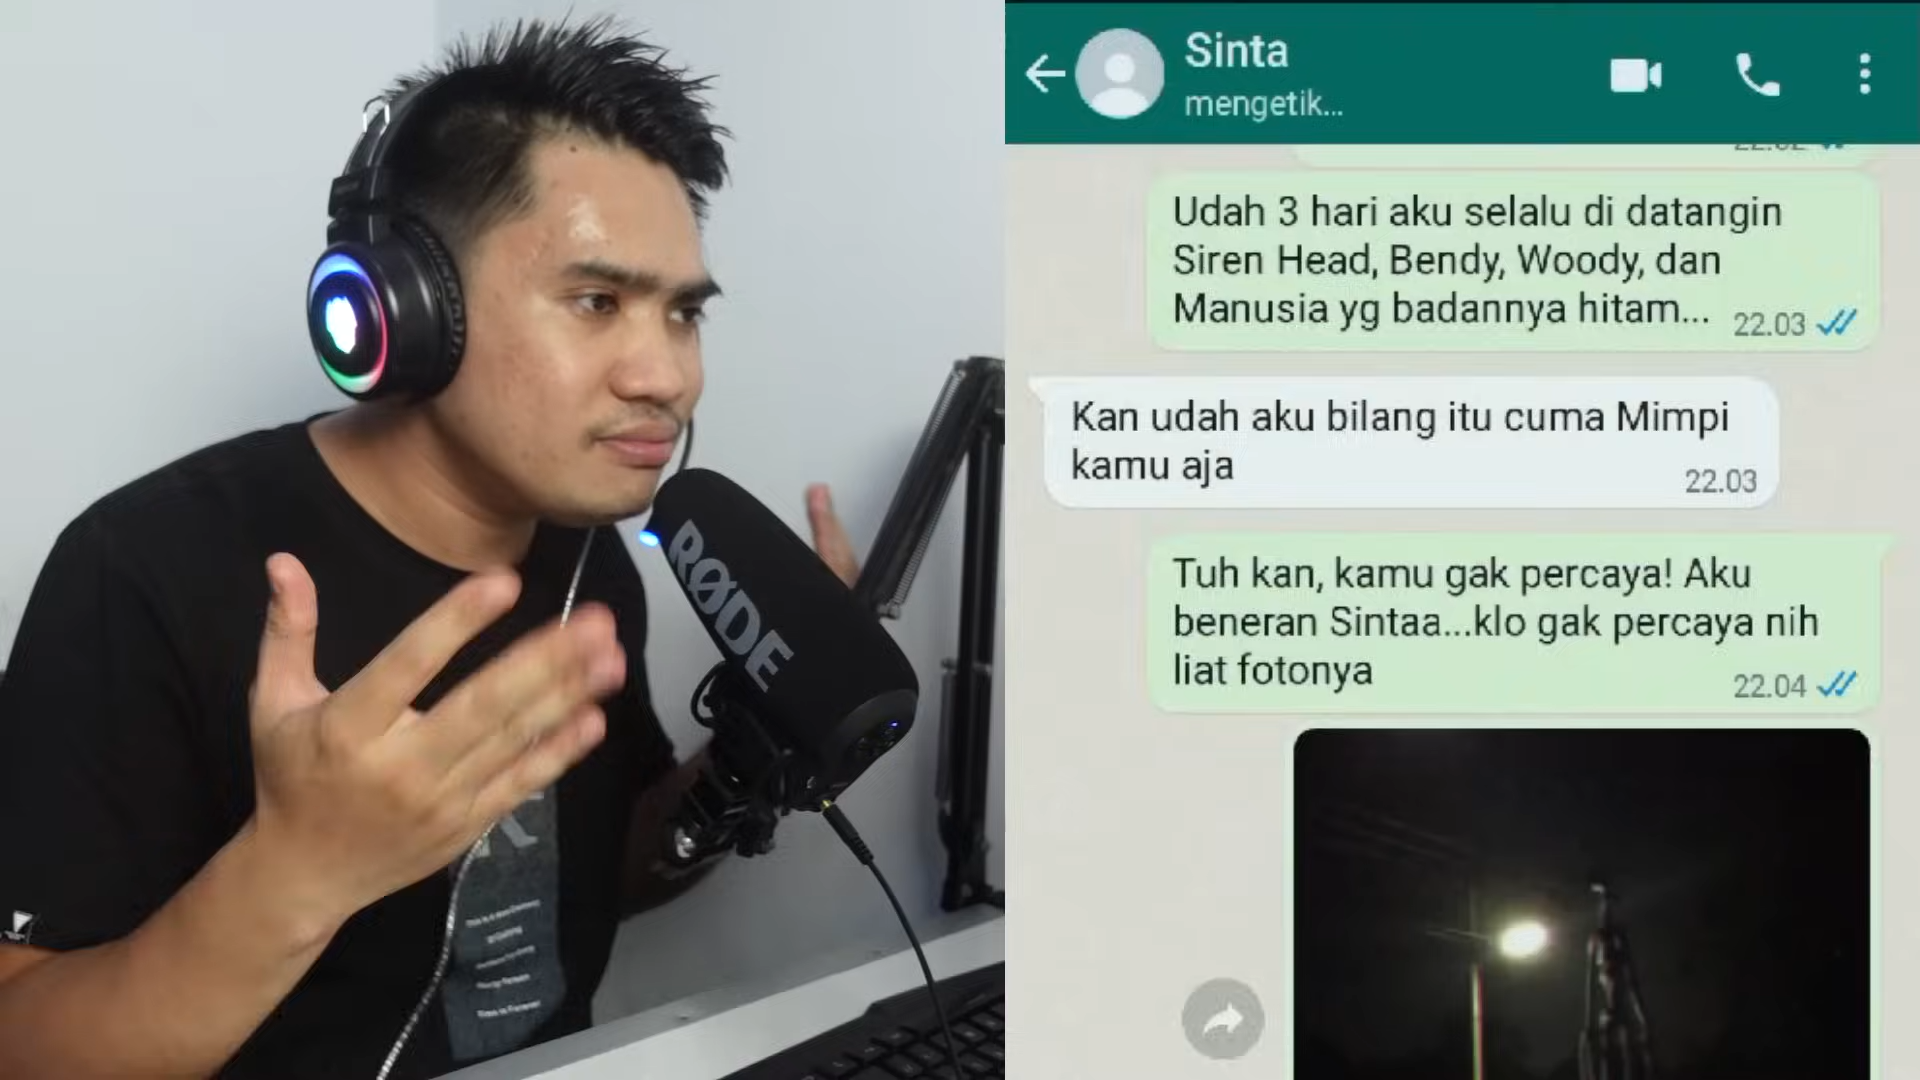 Sinta
mengetik...
Udah 3 hari aku selalu di datangin
Siren Head, Bendy, Woody, dan
Manusia yg badannya hitam...
22.03
Kan udah aku bilang itu cuma Mimpi
kamu aja
22.03
Tuh kan, kamu gak percaya! Aku
beneran Sintaa...klo gak percaya nih
liat fotonya
22.04
RØDE